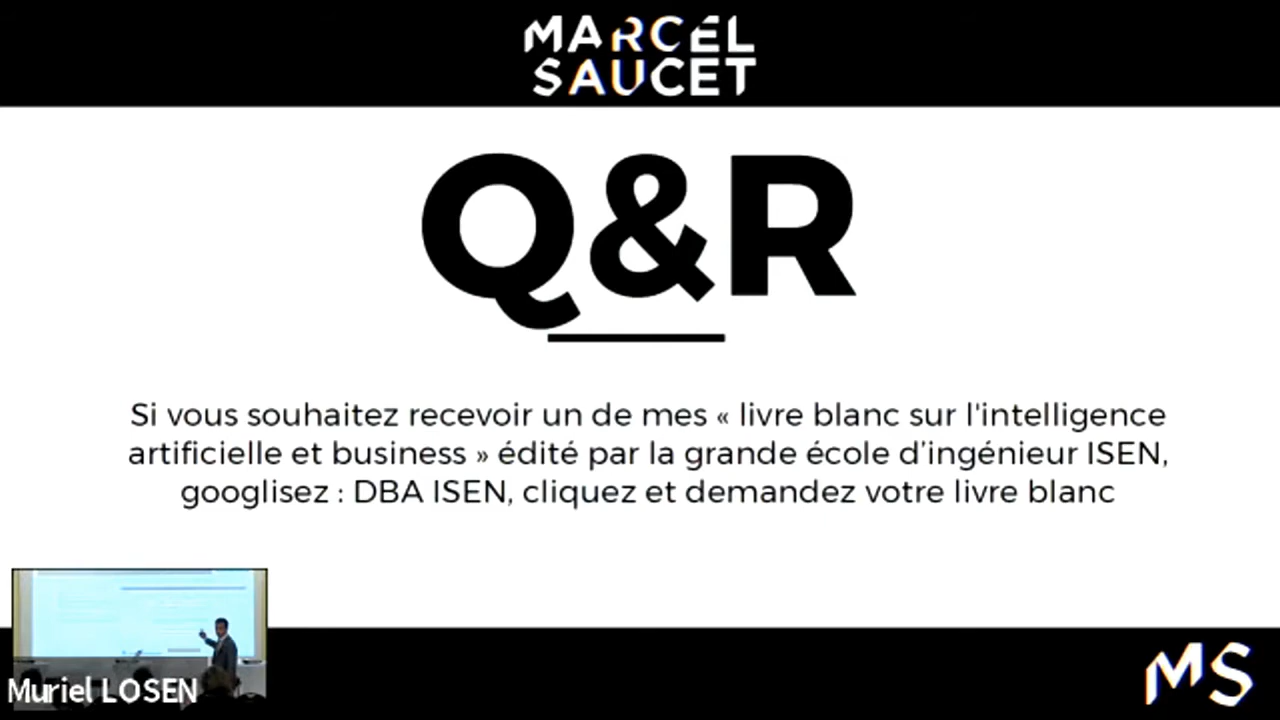 MARCEL
SAUCET
Q&R
Si vous souhaitez recevoir un de mes « livre blanc sur l'intelligence
artificielle et business » édité par la grande école d’ingénieur ISEN,
googlisez : DBA ISEN, cliquez et demandez votre livre blanc
Muriel LOSEN
MS